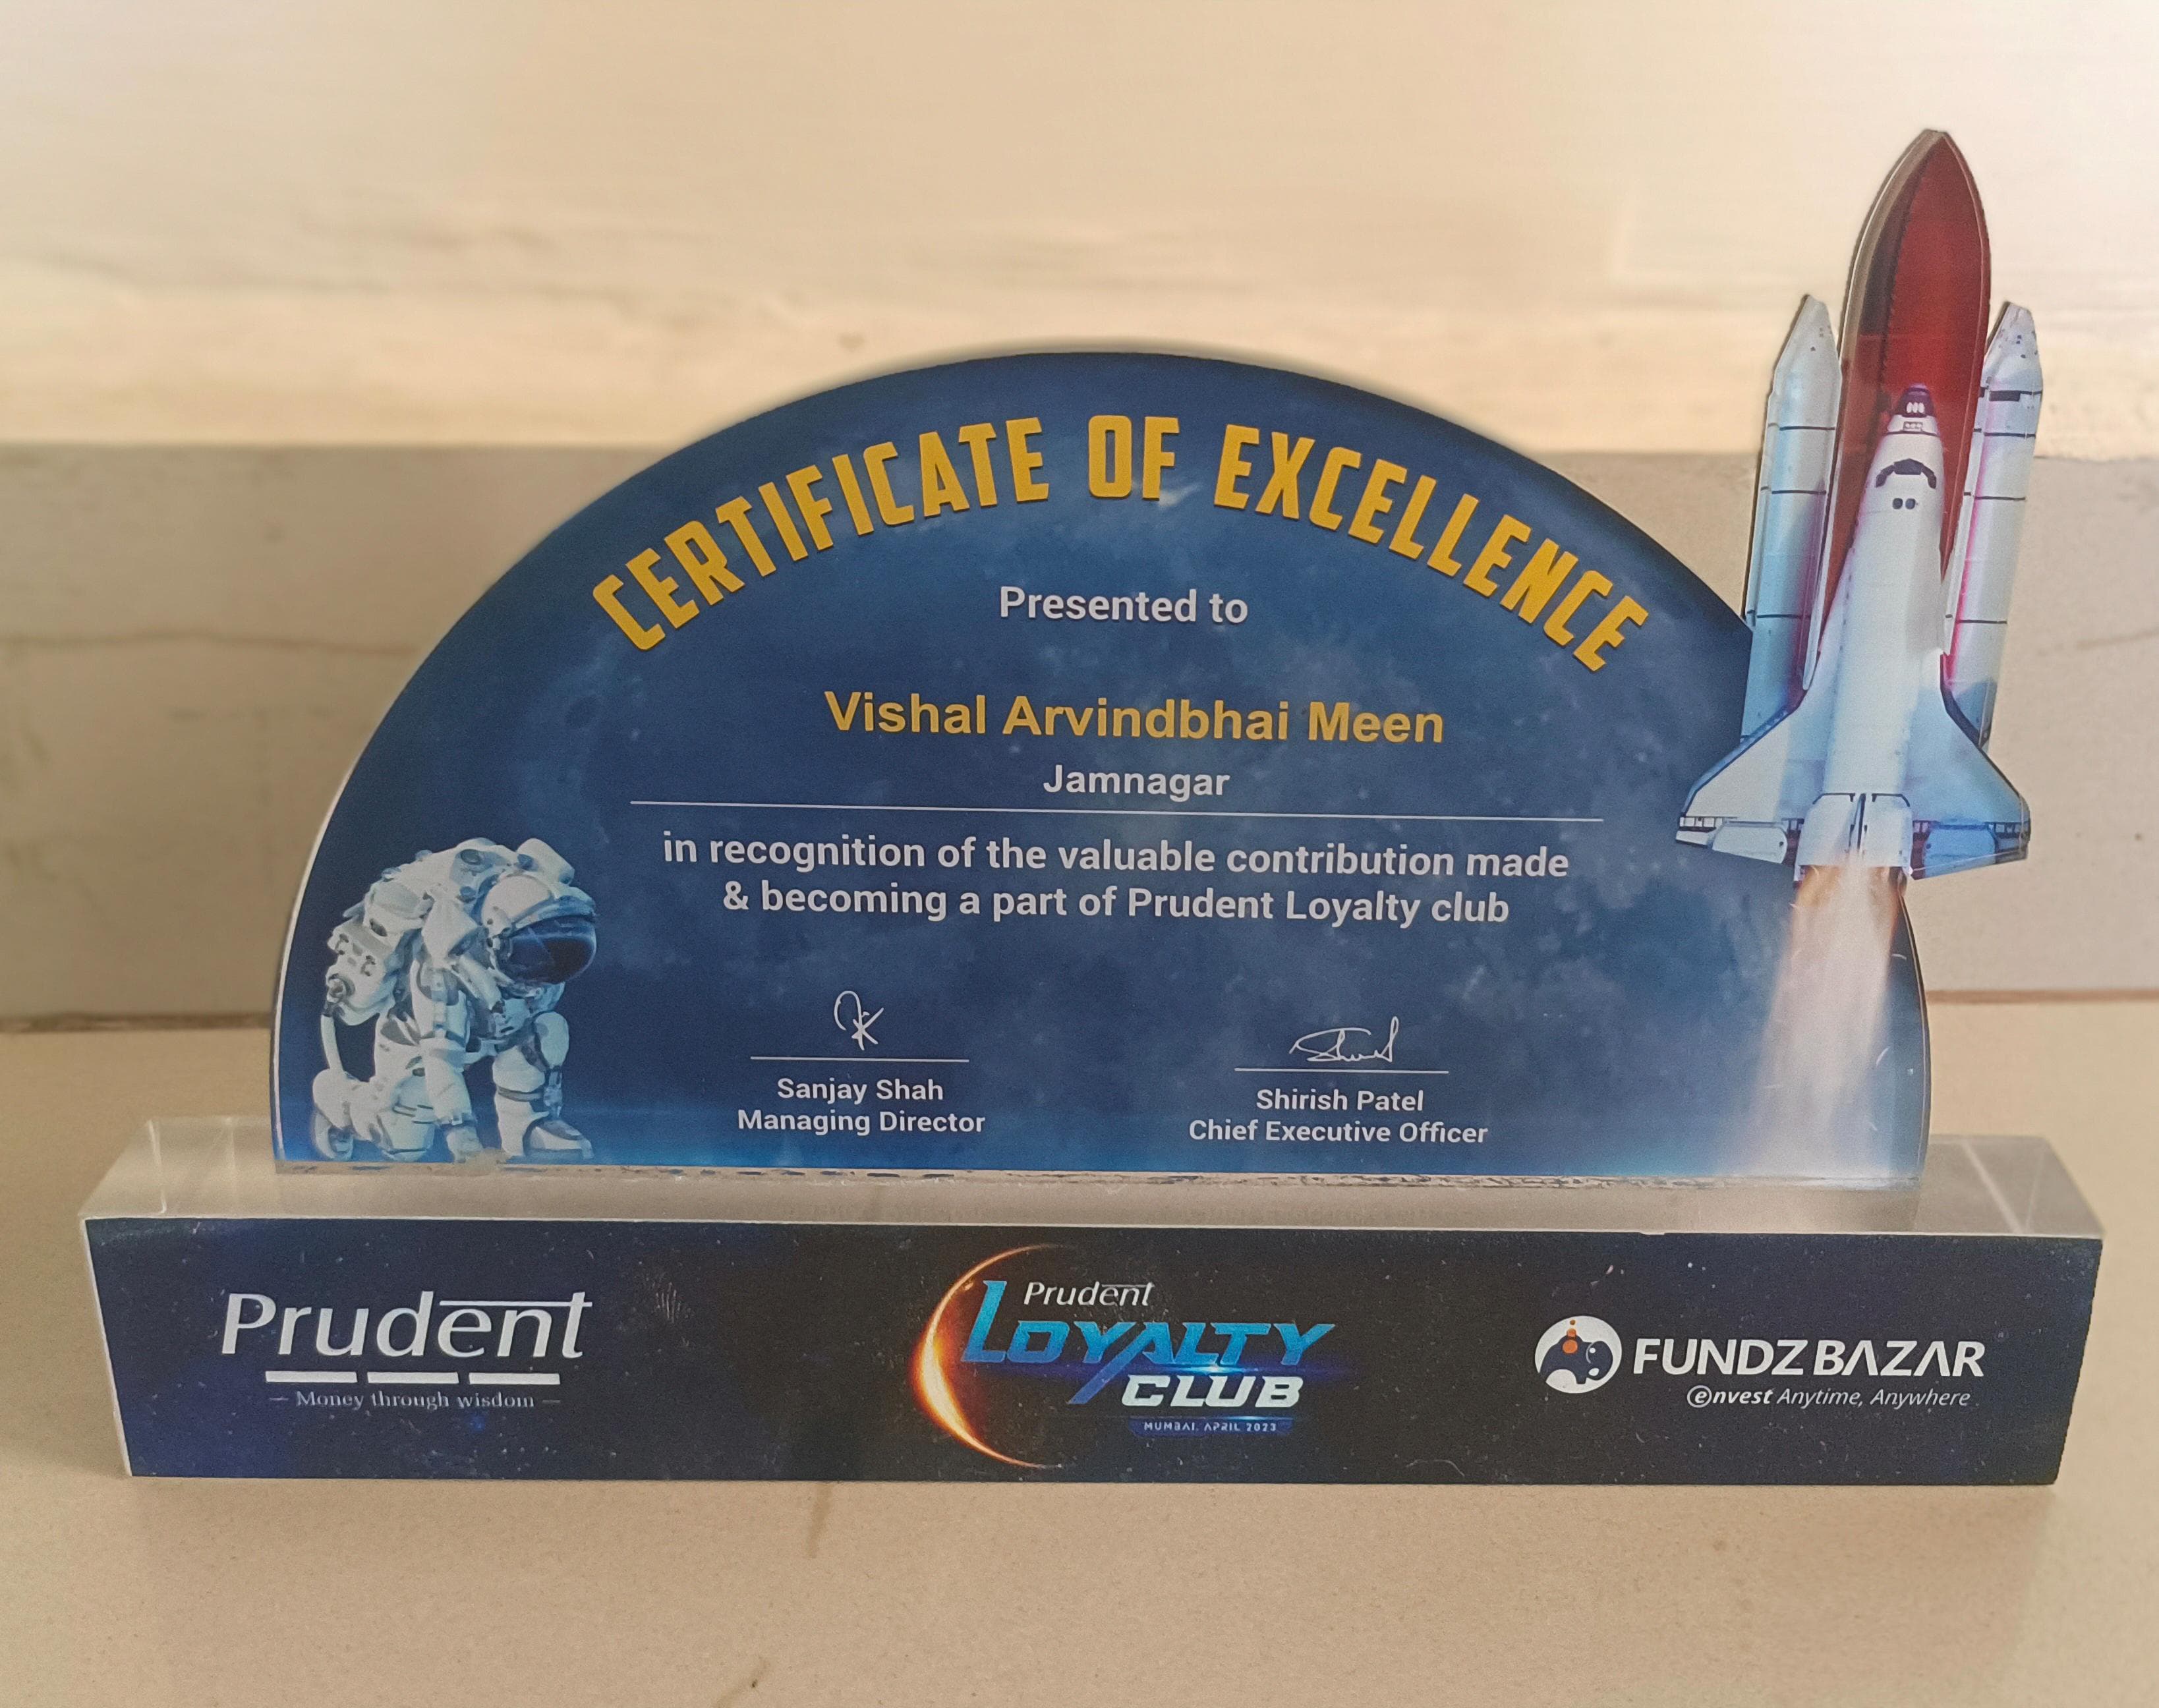 CERTIFICATE OF EXCELLENCE
Presented to
Vishal Arvindbhai Meen
Jamnagar
in recognition of the valuable contribution made
& becoming a part of Prudent Loyalty club
Sanjay Shah
Managing Director
Shirish Patel
Chief Executive Officer
Prudent
Money through wisdom
Prudent
LOYALTY
CLUB
MUMBAI, APRIL 2023
FUNDZBAZAR
envest Anytime, Anywhere